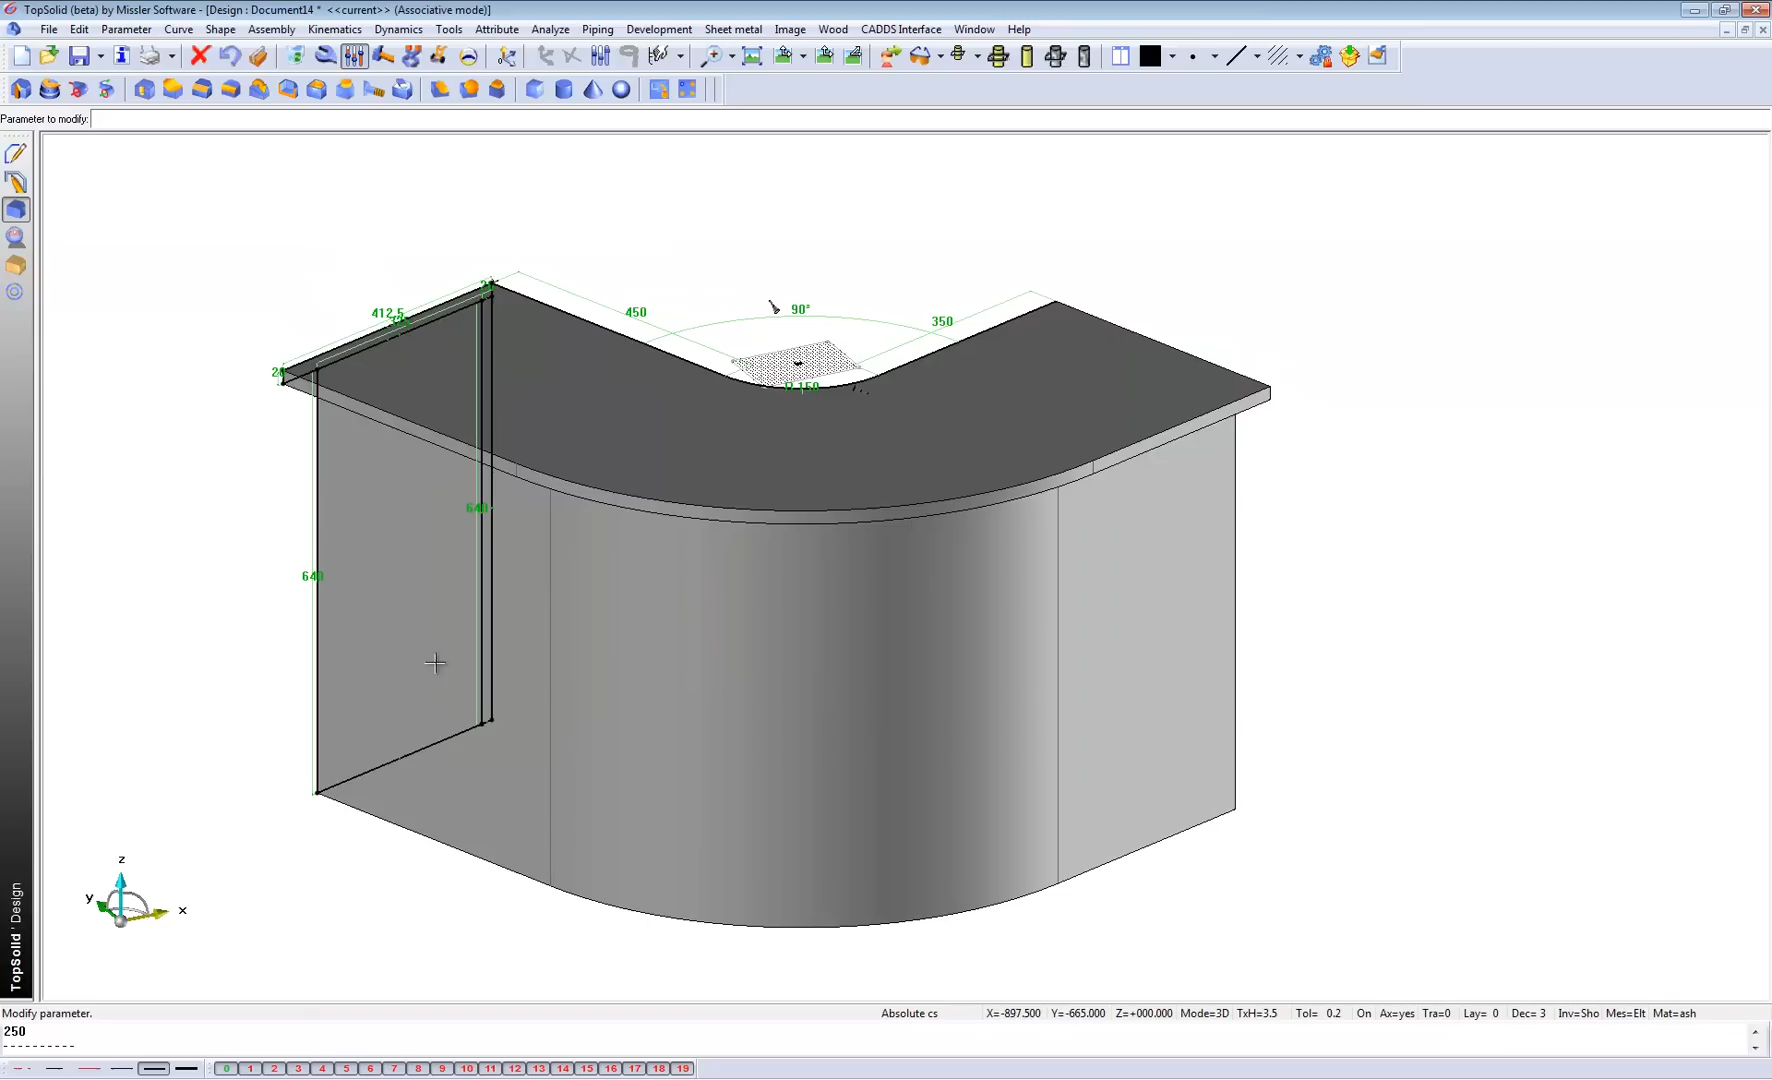 TopSolid (beta) by Missler Software - [Design : Document14 *  <<current>> (Associative mode)]
File Edit Parameter Curve Shape Assembly Kinematics Dynamics Tools Attribute Analyze Piping Development Sheet metal Image Wood CADDS Interface Window Help
Parameter to modify:
450
90°
350
412.5
20
R 150
640
640
z
y
x
TopSolid'Design
Modify parameter.
Absolute cs X=-897.500 Y=-665.000 Z=+000.000 Mode=3D TxH=3.5 Tol= 0.2 On Ax=yes Tra=0 Lay= 0 Dec= 3 Inv=Sho Mes=Elt Mat=ash
250
----------
0 1 2 3 4 5 6 7 8 9 10 11 12 13 14 15 16 17 18 19